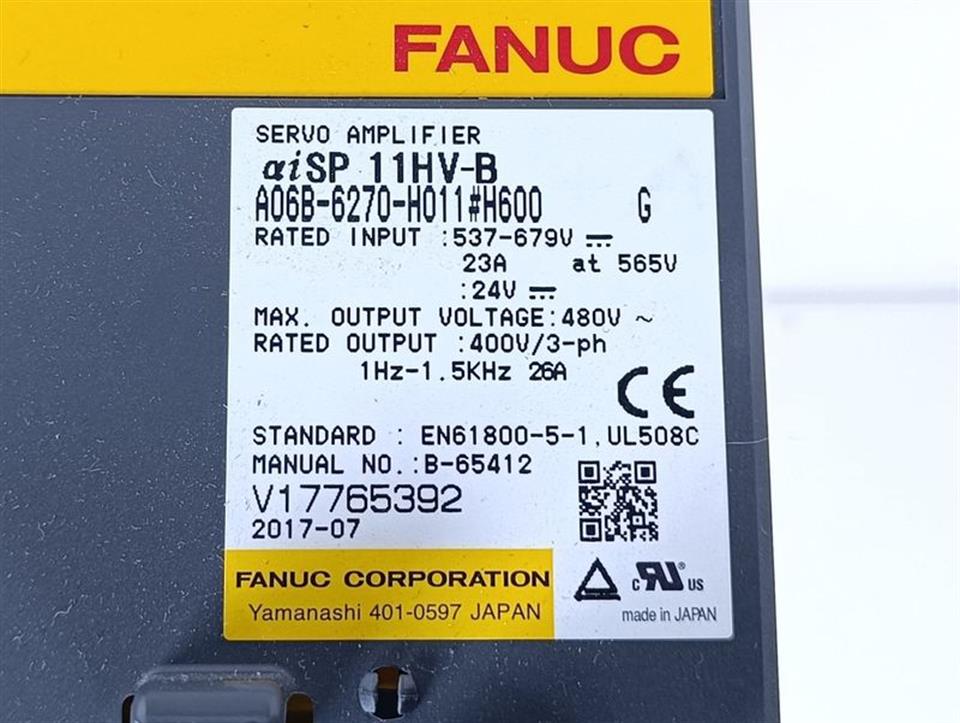 FANUC
SERVO AMPLIFIER
αiSP 11HV-B
A06B-6270-H011#H600 G
RATED INPUT :537-679V ⎓
23A at 565V
:24V ⎓
MAX. OUTPUT VOLTAGE:480V ~
RATED OUTPUT :400V/3-ph
1Hz-1.5KHz 26A
CE
STANDARD : EN61800-5-1,UL508C
MANUAL NO.:B-65412
V17765392
2017-07
FANUC CORPORATION
Yamanashi 401-0597 JAPAN
c RU US
made in JAPAN